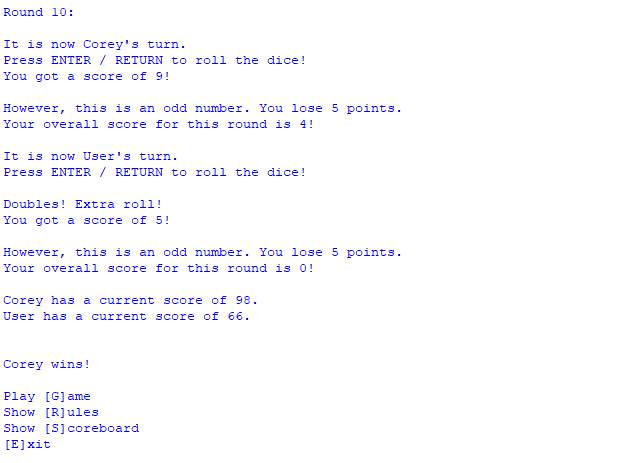 Round 10:
It is now Corey's turn.
Press ENTER / RETURN to roll the dice!
You got a score of 9!
However, this is an odd number. You lose 5 points.
Your overall score for this round is 4!
It is now User's turn.
Press ENTER / RETURN to roll the dice!
Doubles! Extra roll!
You got a score of 5!
However, this is an odd number. You lose 5 points.
Your overall score for this round is 0!
Corey has a current score of 98.
User has a current score of 66.
Corey wins!
Play [G]ame
Show [R]ules
Show [S]coreboard
[E]xit